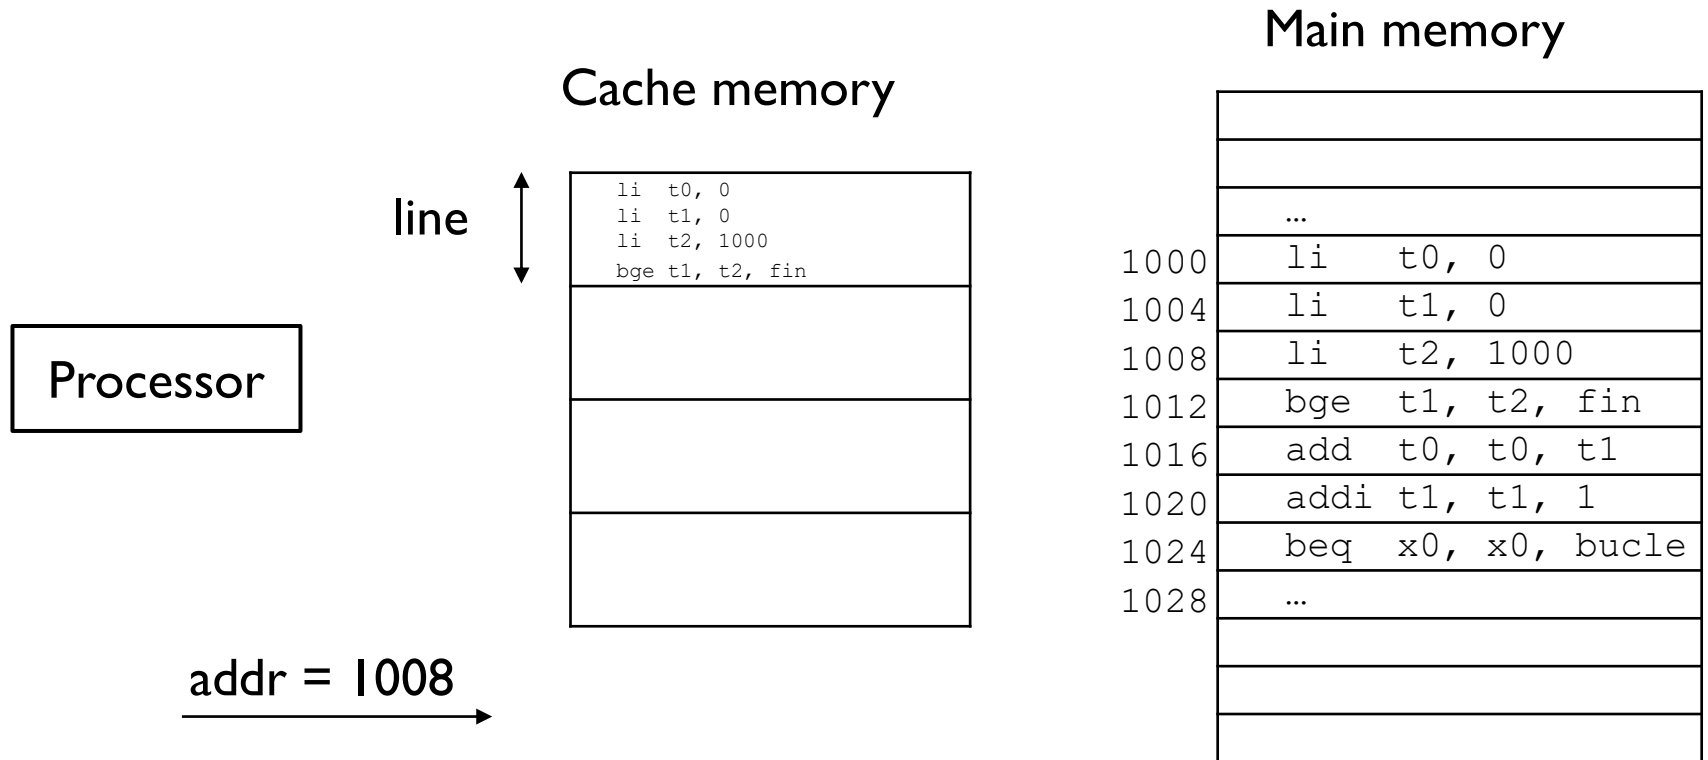 Main memory
Cache memory
line
li t0, 0
li t1, 0
li t2, 1000
bge t1, t2, fin
Processor
addr = 1008
…
1000 li t0, 0
1004 li t1, 0
1008 li t2, 1000
1012 bge t1, t2, fin
1016 add t0, t0, t1
1020 addi t1, t1, 1
1024 beq x0, x0, bucle
1028 …